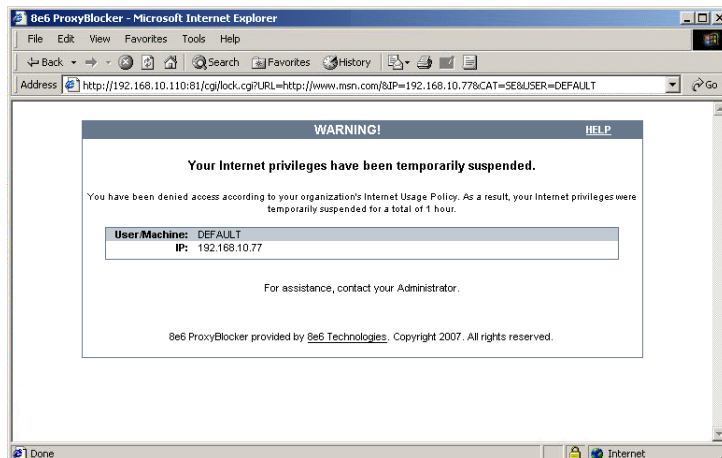 8e6 ProxyBlocker - Microsoft Internet Explorer
File Edit View Favorites Tools Help
Back Search Favorites History
Address http://192.168.10.110:81/cgi/lock.cgi?URL=http://www.msn.com/&IP=192.168.10.77&CAT=SE&USER=DEFAULT Go
WARNING! HELP
Your Internet privileges have been temporarily suspended.
You have been denied access according to your organization's Internet Usage Policy. As a result, your Internet privileges were
temporarily suspended for a total of 1 hour.
User/Machine: DEFAULT
IP: 192.168.10.77
For assistance, contact your Administrator.
8e6 ProxyBlocker provided by 8e6 Technologies. Copyright 2007. All rights reserved.
Done Internet